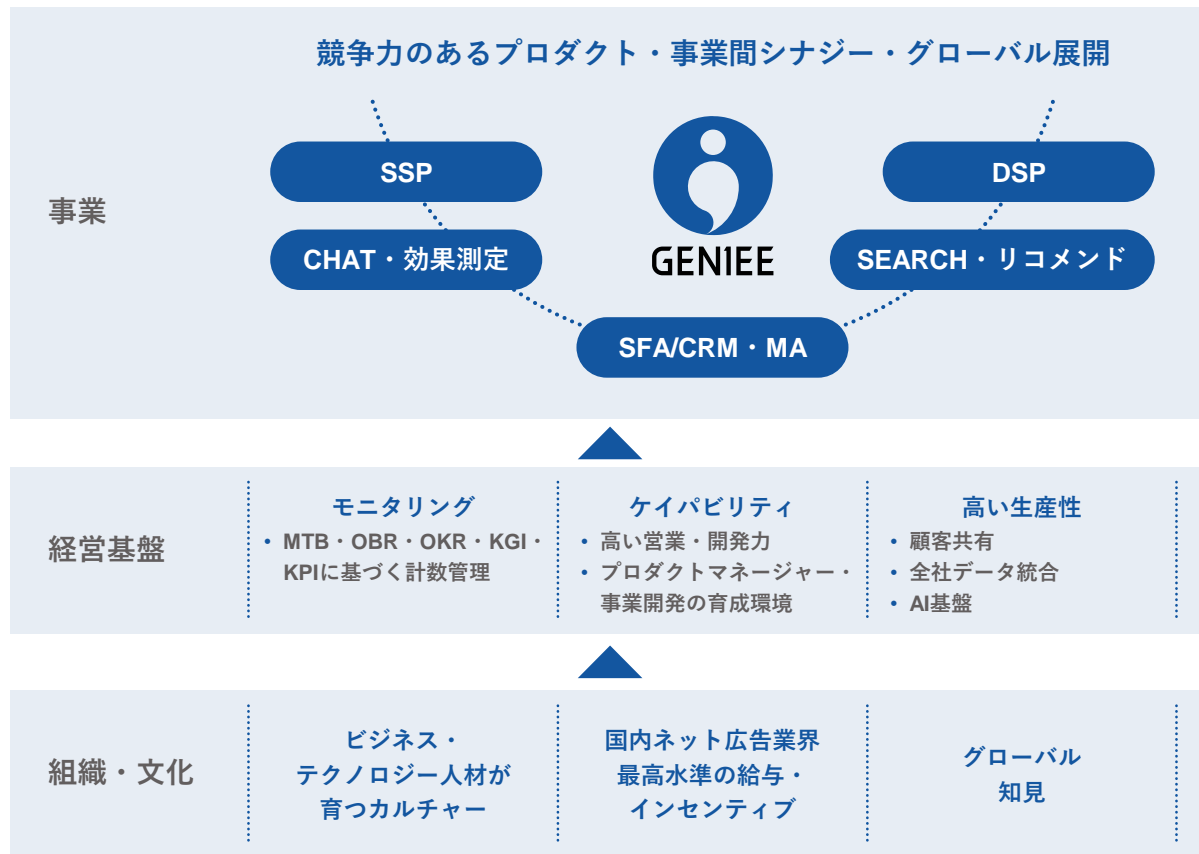 競争力のあるプロダクト・事業間シナジー・グローバル展開
事業
SSP
DSP
GENIEE
CHAT・効果測定
SEARCH・リコメンド
SFA/CRM・MA
経営基盤
モニタリング
• MTB・OBR・OKR・KGI・
KPIに基づく計数管理
ケイパビリティ
• 高い営業・開発力
• プロダクトマネージャー・
事業開発の育成環境
高い生産性
• 顧客共有
• 全社データ統合
• AI基盤
組織・文化
ビジネス・
テクノロジー人材が
育つカルチャー
国内ネット広告業界
最高水準の給与・
インセンティブ
グローバル
知見